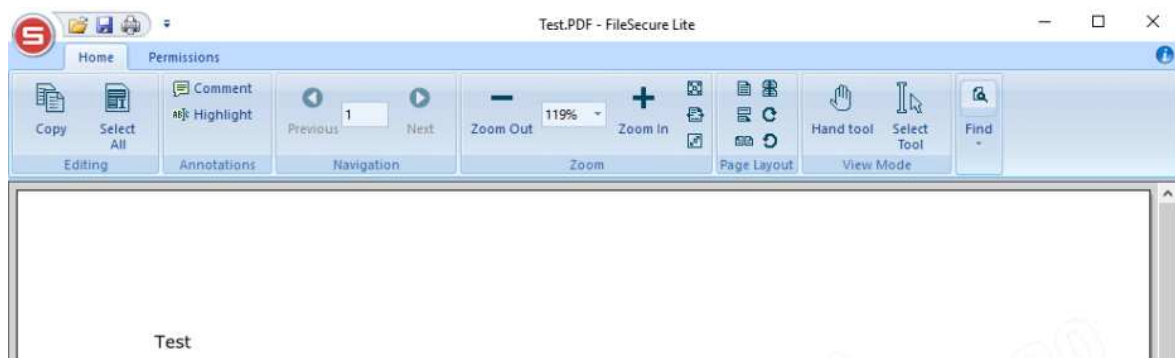 S
Test.PDF - FileSecure Lite
Home Permissions
Copy
Select All
Editing
Comment
Highlight
Annotations
Previous
1
Next
Navigation
Zoom Out
119%
Zoom In
Zoom
Page Layout
Hand tool
Select Tool
View Mode
Find
Test